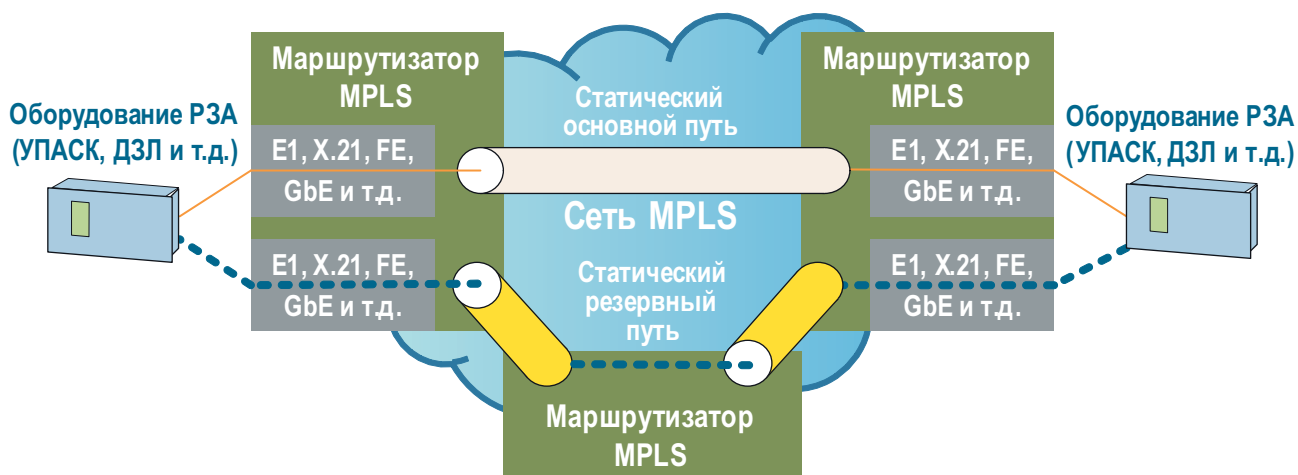 Маршрутизатор
MPLS
Маршрутизатор
MPLS
Статический
основной путь
Оборудование РЗА
(УПАСК, ДЗЛ и т.д.)
Оборудование РЗА
(УПАСК, ДЗЛ и т.д.)
E1, X.21, FE,
GbE и т.д.
E1, X.21, FE,
GbE и т.д.
Сеть MPLS
E1, X.21, FE,
GbE и т.д.
Статический
резервный
путь
E1, X.21, FE,
GbE и т.д.
Маршрутизатор
MPLS